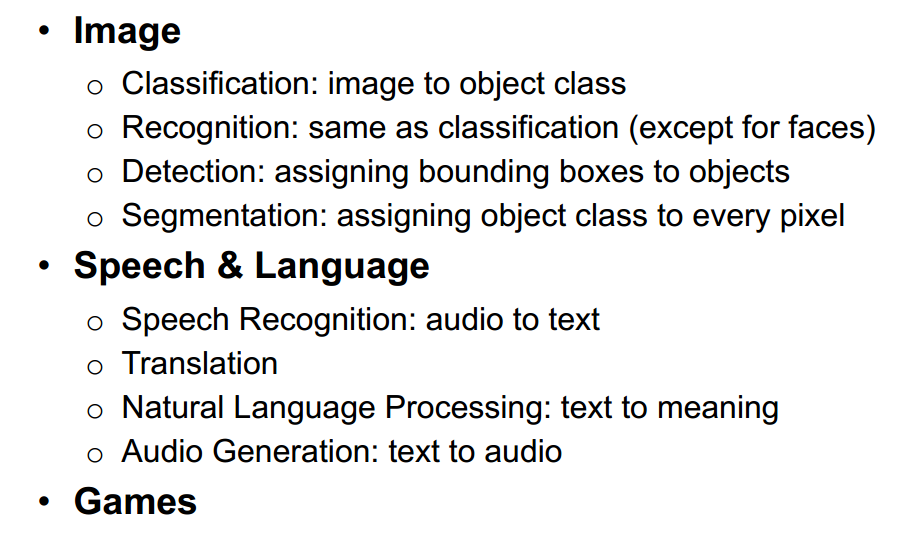 • Image
o Classification: image to object class
o Recognition: same as classification (except for faces)
o Detection: assigning bounding boxes to objects
o Segmentation: assigning object class to every pixel
• Speech & Language
o Speech Recognition: audio to text
o Translation
o Natural Language Processing: text to meaning
o Audio Generation: text to audio
• Games